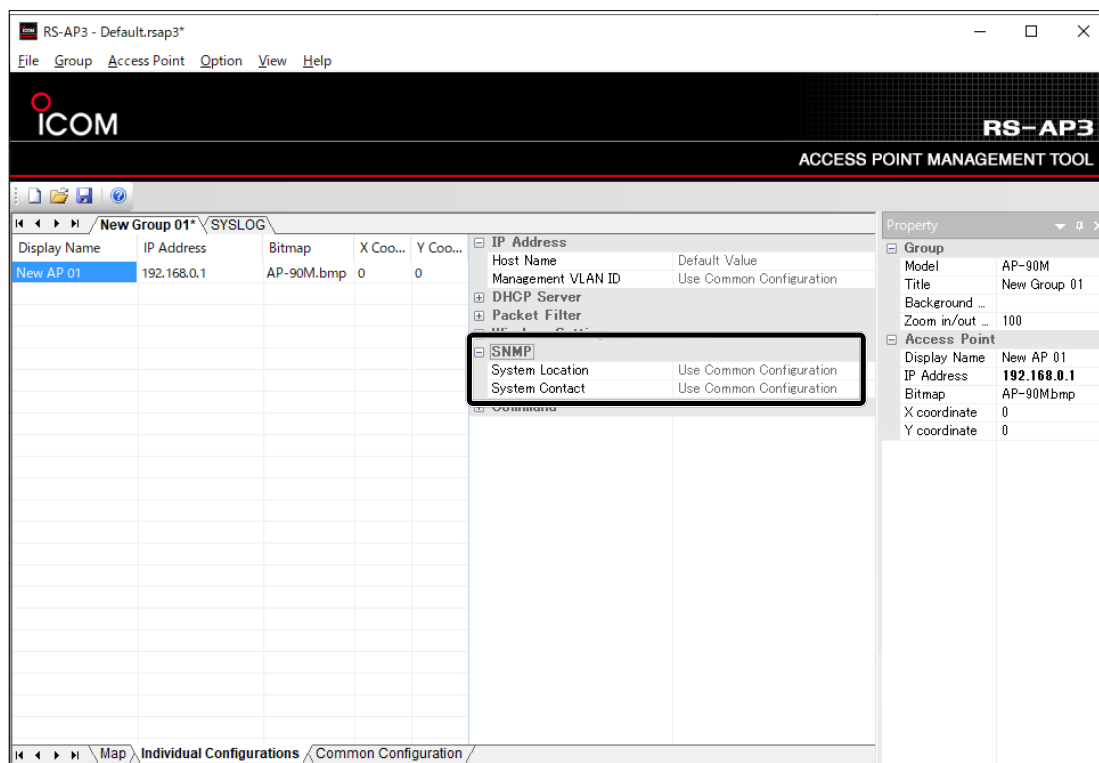 RS-AP3 - Default.rsap3*
File Group Access Point Option View Help
ICOM
RS-AP3
ACCESS POINT MANAGEMENT TOOL
New Group 01* SYSLOG
Display Name IP Address Bitmap X Coo... Y Coo...
New AP 01 192.168.0.1 AP-90M.bmp 0 0
IP Address
Host Name Default Value
Management VLAN ID Use Common Configuration
DHCP Server
Packet Filter
SNMP
System Location Use Common Configuration
System Contact Use Common Configuration
Command
Property
Group
Model AP-90M
Title New Group 01
Background ...
Zoom in/out ... 100
Access Point
Display Name New AP 01
IP Address 192.168.0.1
Bitmap AP-90M.bmp
X coordinate 0
Y coordinate 0
Map Individual Configurations Common Configuration